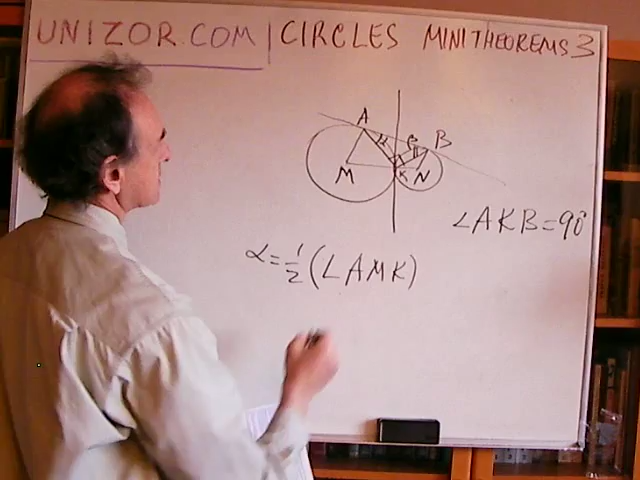 UNIZOR.COM | CIRCLES MINITHEOREMS 3
A
B
α β
M K N
∠AKB=90°
α=1/2(∠AMK)